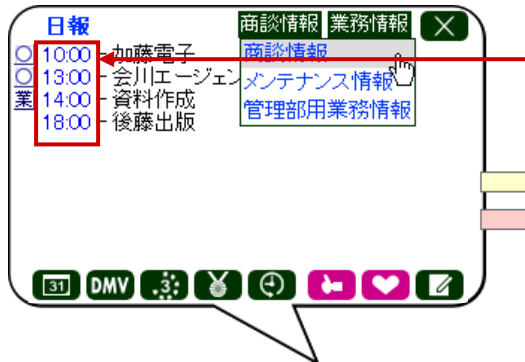 日報 商談情報 業務情報
○ 10:00 - 加藤電子
○ 13:00 - 会川エージェン
業 14:00 - 資料作成
18:00 - 後藤出版
商談情報
メンテナンス情報
管理部用業務情報
31 DMV 3